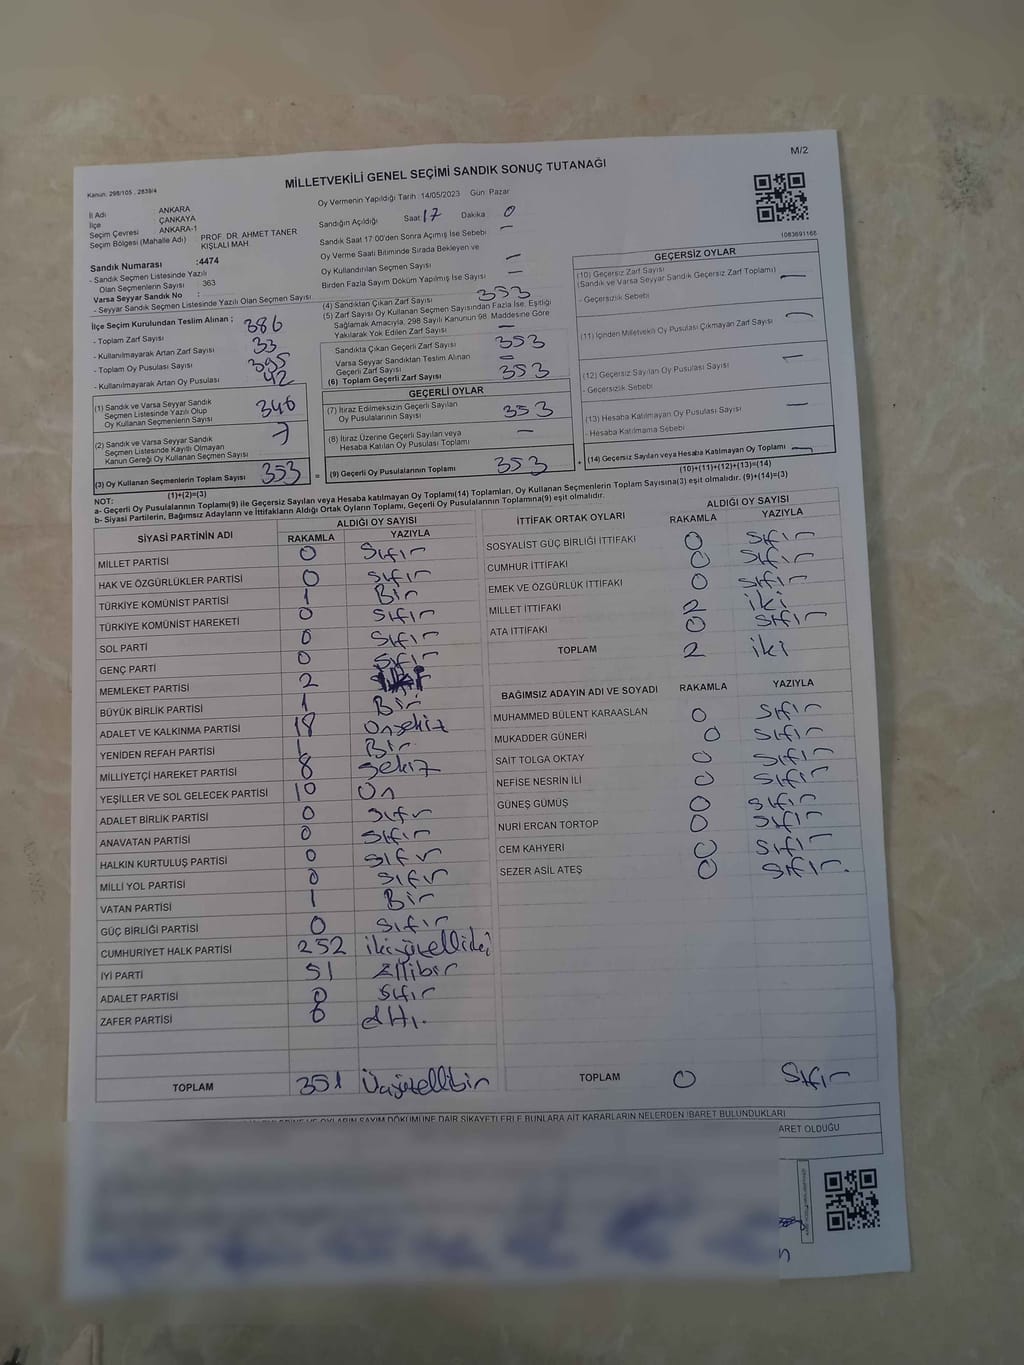 M/2
MİLLETVEKİLİ GENEL SEÇİMİ SANDIK SONUÇ TUTANAĞI
Kanun: 298/105 , 2839/4
Oy Vermenin Yapıldığı Tarih : 14/05/2023 Gün: Pazar
İl Adı ANKARA
İlçe ÇANKAYA
Seçim Çevresi ANKARA-1
Seçim Bölgesi (Mahalle Adı) PROF. DR. AHMET TANER KIŞLALI MAH.
Sandık Numarası :4474
- Sandık Seçmen Listesinde Yazılı
Olan Seçmenlerin Sayısı 363
Varsa Seyyar Sandık No :
- Seyyar Sandık Seçmen Listesinde Yazılı Olan Seçmen Sayısı
İlçe Seçim Kurulundan Teslim Alınan ;
- Toplam Zarf Sayısı 386
- Kullanılmayarak Artan Zarf Sayısı 33
- Toplam Oy Pusulası Sayısı 395
- Kullanılmayarak Artan Oy Pusulası 42
(1) Sandık ve Varsa Seyyar Sandık
Seçmen Listesinde Yazılı Olup
Oy Kullanan Seçmenlerin Sayısı 346
(2) Sandık ve Varsa Seyyar Sandık
Seçmen Listesinde Kayıtlı Olmayan
Kanun Gereği Oy Kullanan Seçmen Sayısı 7
(3) Oy Kullanan Seçmenlerin Toplam Sayısı 353 =
(1)+(2)=(3)
Sandığın Açıldığı Saat 17 Dakika 0
Sandık Saat 17:00'den Sonra Açılmış İse Sebebi —
Oy Verme Saati Bitiminde Sırada Bekleyen ve
Oy Kullandırılan Seçmen Sayısı —
Birden Fazla Sayım Döküm Yapılmış İse Sayısı —
(4) Sandıktan Çıkan Zarf Sayısı 353
(5) Zarf Sayısı Oy Kullanan Seçmen Sayısından Fazla İse, Eşitliği
Sağlamak Amacıyla, 298 Sayılı Kanunun 98. Maddesine Göre
Yakılarak Yok Edilen Zarf Sayısı —
Sandıkta Çıkan Geçerli Zarf Sayısı 353
Varsa Seyyar Sandıktan Teslim Alınan
Geçerli Zarf Sayısı —
(6) Toplam Geçerli Zarf Sayısı 353
GEÇERLİ OYLAR
(7) İtiraz Edilmeksizin Geçerli Sayılan
Oy Pusulalarının Sayısı 353
(8) İtiraz Üzerine Geçerli Sayılan veya
Hesaba Katılan Oy Pusulası Toplamı —
(9) Geçerli Oy Pusulalarının Toplamı 353 +
1083691166
GEÇERSİZ OYLAR
(10) Geçersiz Zarf Sayısı
(Sandık ve Varsa Seyyar Sandık Geçersiz Zarf Toplamı) —
- Geçersizlik Sebebi
(11) İçinden Milletvekili Oy Pusulası Çıkmayan Zarf Sayısı —
(12) Geçersiz Sayılan Oy Pusulası Sayısı —
- Geçersizlik Sebebi
(13) Hesaba Katılmayan Oy Pusulası Sayısı —
- Hesaba Katılmama Sebebi
(14) Geçersiz Sayılan veya Hesaba Katılmayan Oy Toplamı —
(10)+(11)+(12)+(13)=(14)
NOT:
a- Geçerli Oy Pusulalarının Toplamı(9) ile Geçersiz Sayılan veya Hesaba katılmayan Oy Toplamı(14) Toplamları, Oy Kullanan Seçmenlerin Toplam Sayısına(3) eşit olmalıdır. (9)+(14)=(3)
b- Siyasi Partilerin, Bağımsız Adayların ve İttifakların Aldığı Ortak Oyların Toplamı, Geçerli Oy Pusulalarının Toplamına(9) eşit olmalıdır.
SİYASİ PARTİNİN ADI ALDIĞI OY SAYISI
RAKAMLA YAZIYLA
MİLLET PARTİSİ 0 Sıfır
HAK VE ÖZGÜRLÜKLER PARTİSİ 0 Sıfır
TÜRKİYE KOMÜNİST PARTİSİ 1 Bir
TÜRKİYE KOMÜNİST HAREKETİ 0 Sıfır
SOL PARTİ 0 Sıfır
GENÇ PARTİ 0 Sıfır
MEMLEKET PARTİSİ 2
BÜYÜK BİRLİK PARTİSİ 1 Bir
ADALET VE KALKINMA PARTİSİ 18 Onsekiz
YENİDEN REFAH PARTİSİ 1 Bir
MİLLİYETÇİ HAREKET PARTİSİ 8 Sekiz
YEŞİLLER VE SOL GELECEK PARTİSİ 10 On
ADALET BİRLİK PARTİSİ 0 Sıfır
ANAVATAN PARTİSİ 0 Sıfır
HALKIN KURTULUŞ PARTİSİ 0 Sıfır
MİLLİ YOL PARTİSİ 0 Sıfır
VATAN PARTİSİ 1 Bir
GÜÇ BİRLİĞİ PARTİSİ 0 Sıfır
CUMHURİYET HALK PARTİSİ 252 ikiyüzelliiki
İYİ PARTİ 51 Ellibir
ADALET PARTİSİ 0 Sıfır
ZAFER PARTİSİ 6 altı.
TOPLAM 351 Üçyüzellibir
İTTİFAK ORTAK OYLARI ALDIĞI OY SAYISI
RAKAMLA YAZIYLA
SOSYALİST GÜÇ BİRLİĞİ İTTİFAKI 0 Sıfır
CUMHUR İTTİFAKI 0 Sıfır
EMEK VE ÖZGÜRLÜK İTTİFAKI 0 Sıfır
MİLLET İTTİFAKI 2 iki
ATA İTTİFAKI 0 Sıfır
TOPLAM 2 iki
BAĞIMSIZ ADAYIN ADI VE SOYADI RAKAMLA YAZIYLA
MUHAMMED BÜLENT KARAASLAN 0 Sıfır
MUKADDER GÜNERİ 0 Sıfır
SAİT TOLGA OKTAY 0 Sıfır
NEFİSE NESRİN İLİ 0 Sıfır
GÜNEŞ GÜMÜŞ 0 Sıfır
NURİ ERCAN TORTOP 0 Sıfır
CEM KAHYERİ 0 Sıfır
SEZER ASİL ATEŞ 0 Sıfır.
TOPLAM 0 Sıfır
VE OYLARIN SAYIM DÖKÜMÜNE DAİR ŞİKAYETLERLE BUNLARA AİT KARARLARIN NELERDEN İBARET BULUNDUKLARI
ARET OLDUĞU